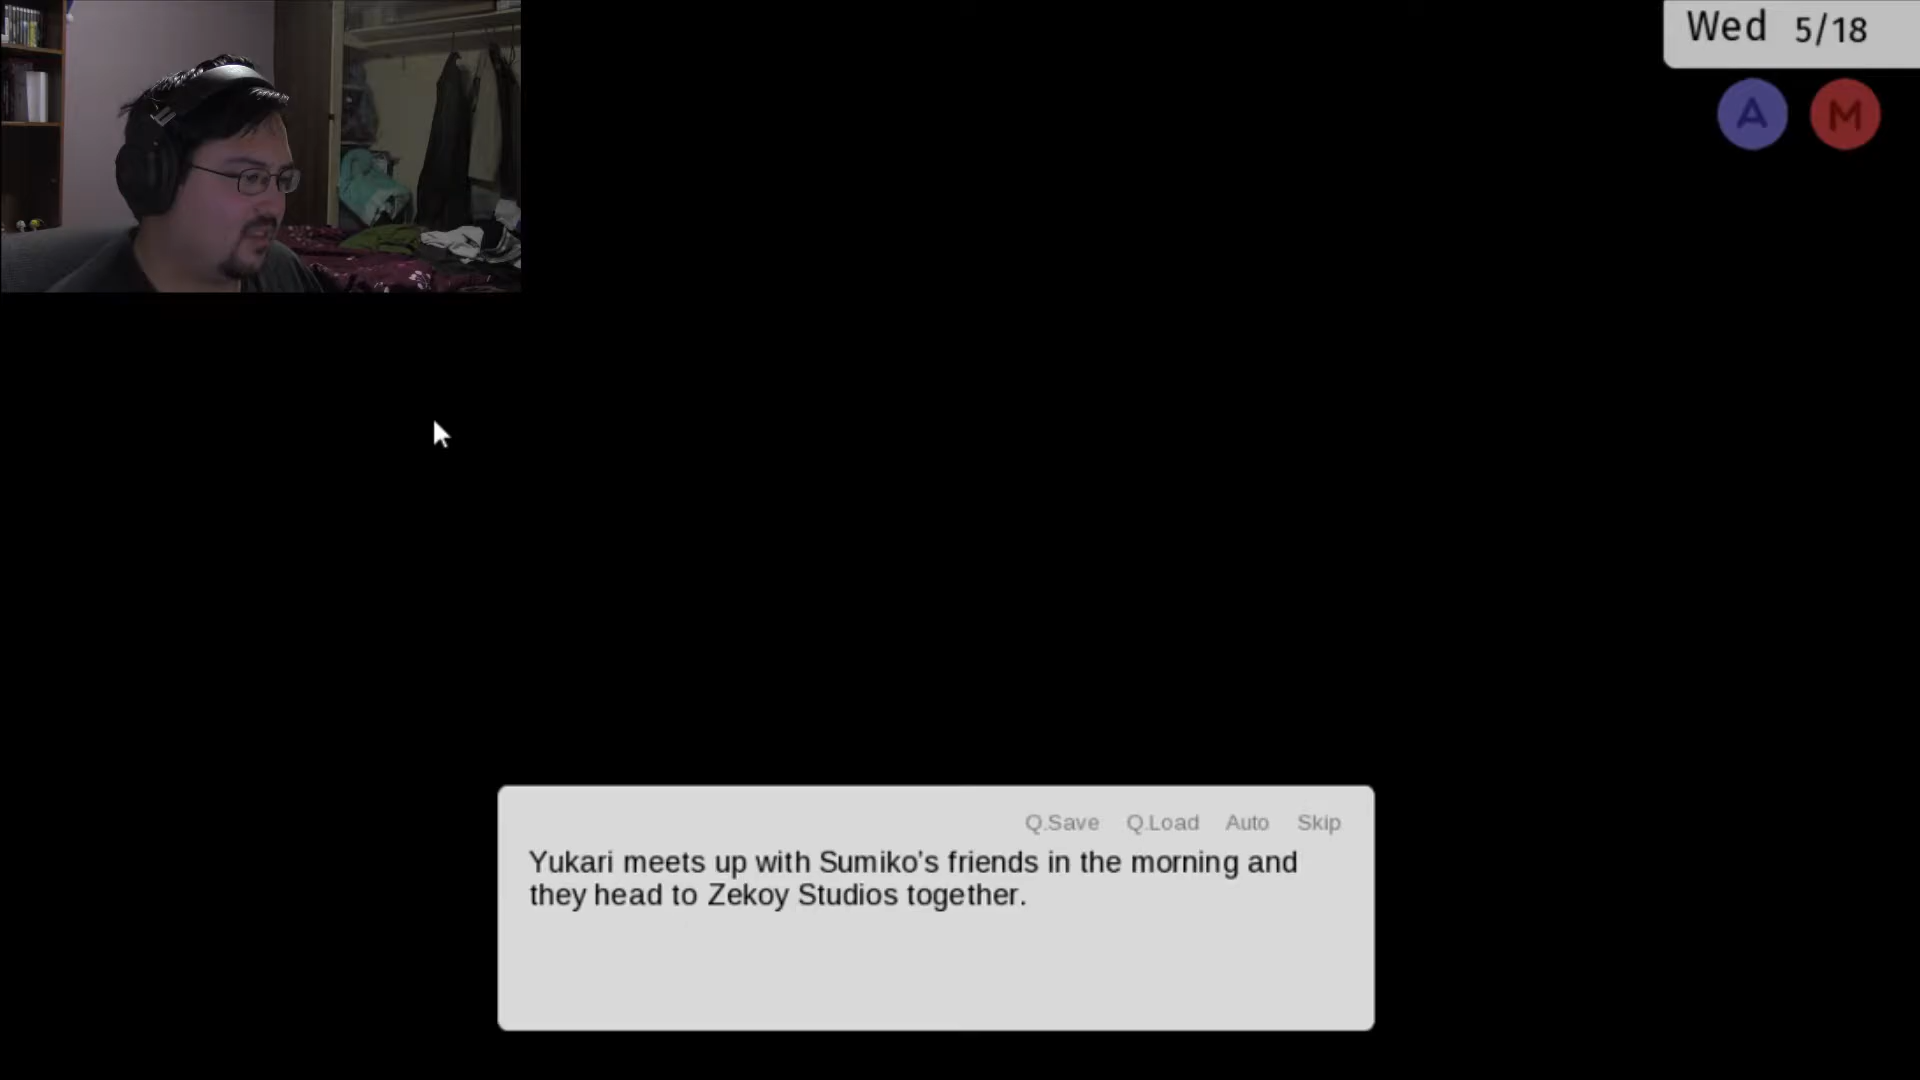 Wed 5/18
A M
Q.Save Q.Load Auto Skip
Yukari meets up with Sumiko's friends in the morning and
they head to Zekoy Studios together.